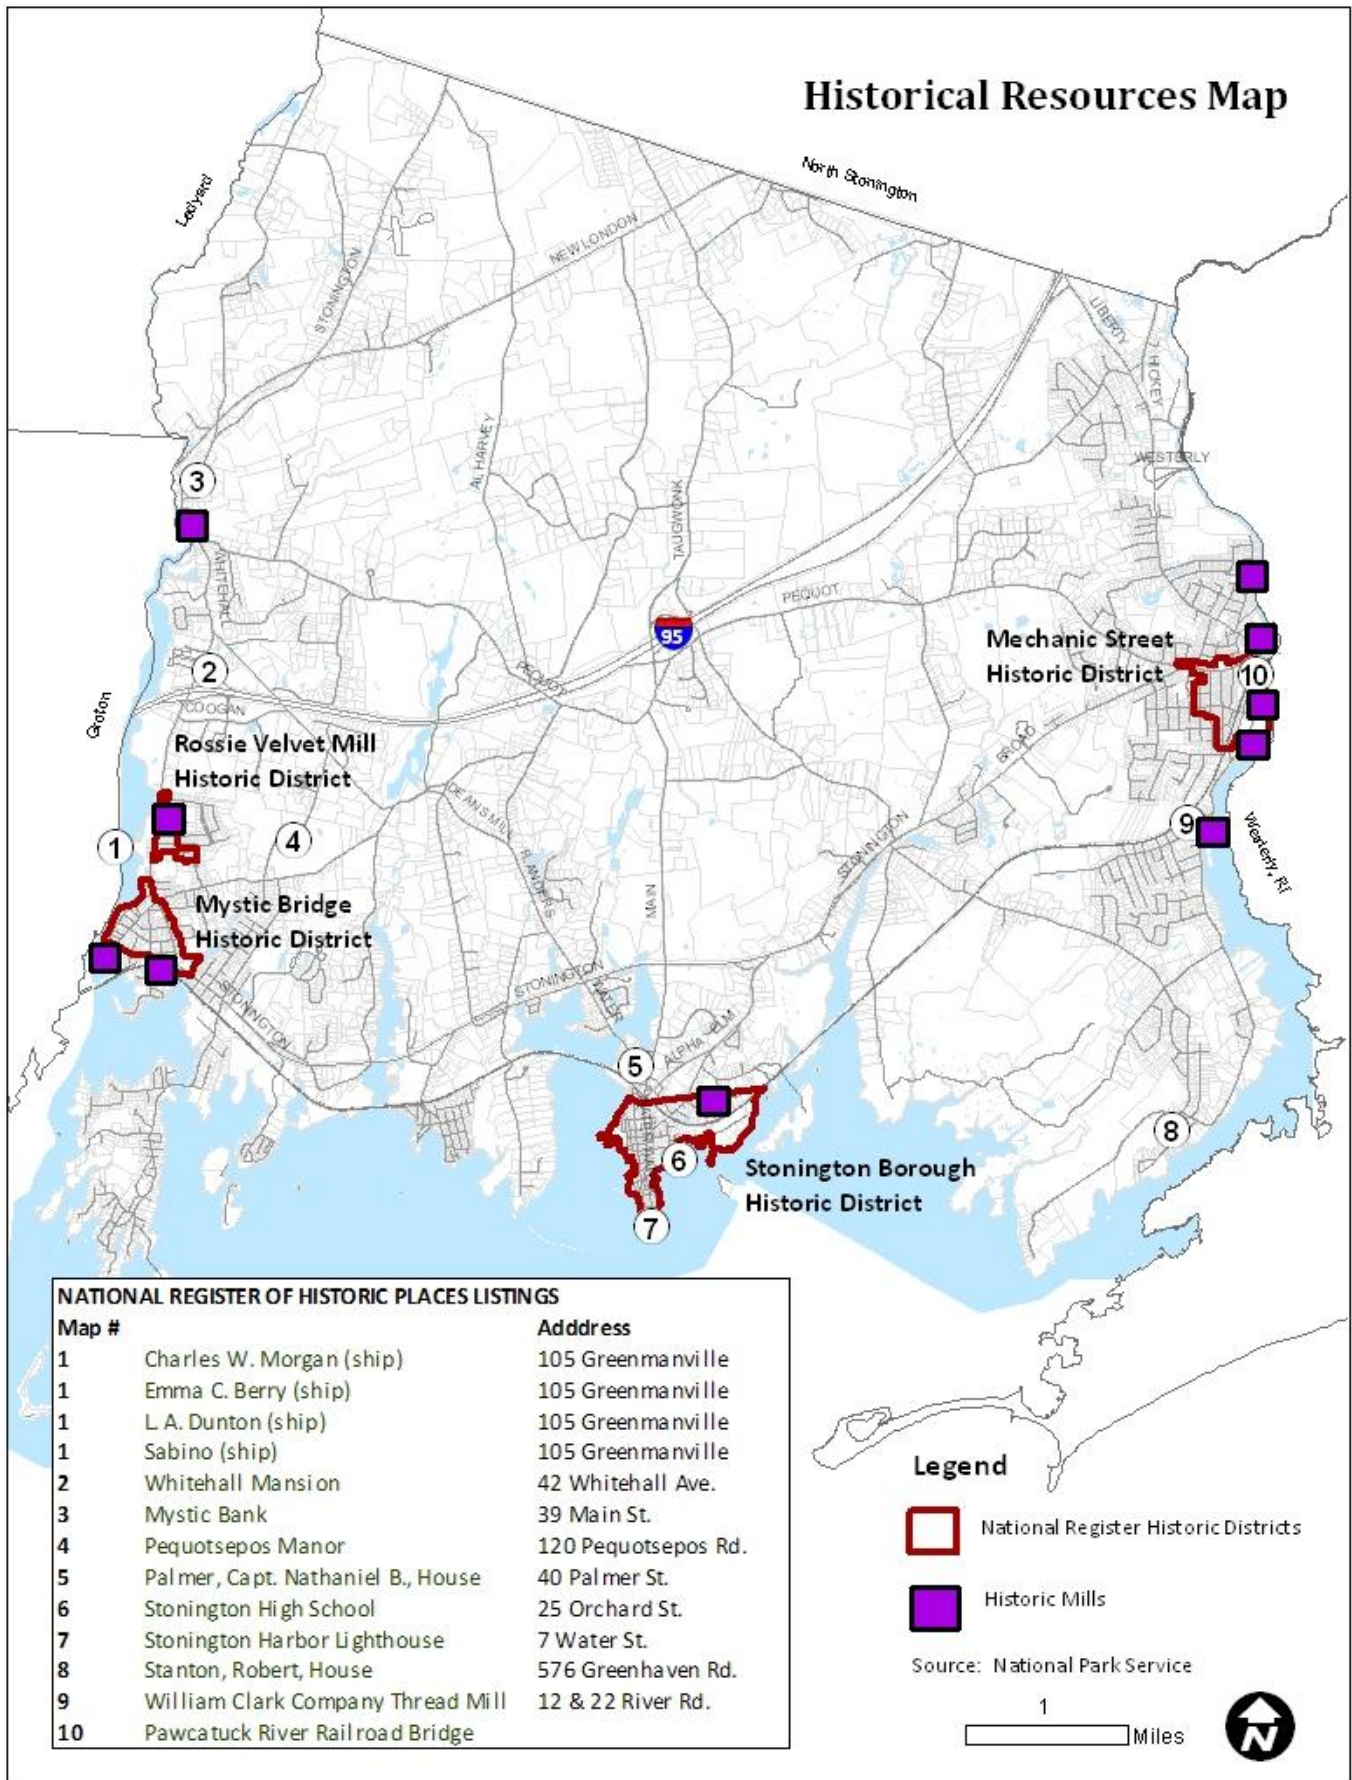 Historical Resources Map
North Stonington
Ledyard
NEW LONDON
STONINGTON
LIBERTY
HICKEY
AL HARVEY
WESTERLY
3
TAUGWONK
WHITEHALL
PEQUOT
95
Mechanic Street
Historic District
10
2
PEQUOT
Groton
COOGAN
BROAD
Rossie Velvet Mill
Historic District
DEANS MILL
STONINGTON
9
Westerly, RI
1
4
FLANDERS
MAIN
Mystic Bridge
Historic District
STONINGTON
STONINGTON
WATER
ELM
ALPHA
5
8
6
Stonington Borough
Historic District
7
NATIONAL REGISTER OF HISTORIC PLACES LISTINGS
Map # Adddress
1 Charles W. Morgan (ship) 105 Greenmanville
1 Emma C. Berry (ship) 105 Greenmanville
1 L. A. Dunton (ship) 105 Greenmanville
1 Sabino (ship) 105 Greenmanville
2 Whitehall Mansion 42 Whitehall Ave.
3 Mystic Bank 39 Main St.
4 Pequotsepos Manor 120 Pequotsepos Rd.
5 Palmer, Capt. Nathaniel B., House 40 Palmer St.
6 Stonington High School 25 Orchard St.
7 Stonington Harbor Lighthouse 7 Water St.
8 Stanton, Robert, House 576 Greenhaven Rd.
9 William Clark Company Thread Mill 12 & 22 River Rd.
10 Pawcatuck River Railroad Bridge
Legend
National Register Historic Districts
Historic Mills
Source: National Park Service
1
Miles
N